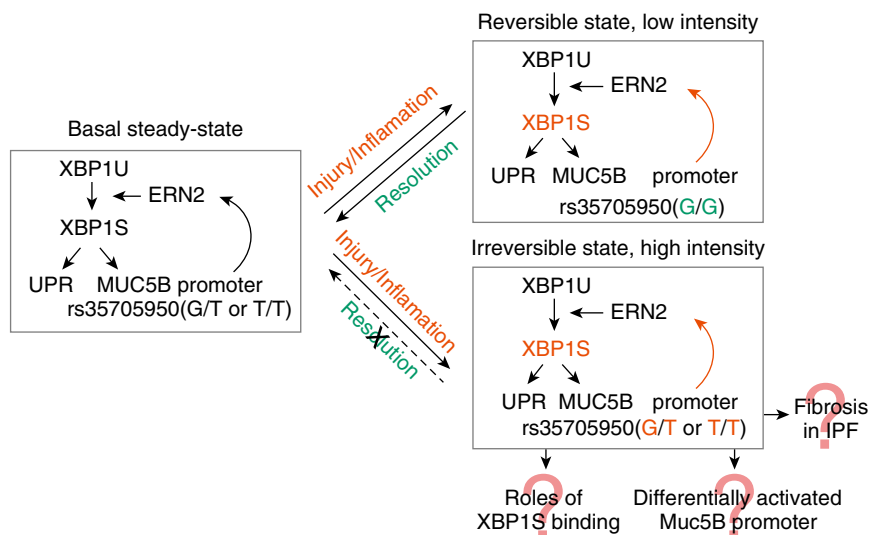 Basal steady-state
XBP1U
ERN2
XBP1S
UPR MUC5B promoter
rs35705950(G/T or T/T)
Injury/Inflamation
Resolution
Injury/Inflamation
Resolution
X
Reversible state, low intensity
XBP1U
ERN2
XBP1S
UPR MUC5B promoter
rs35705950(G/G)
Irreversible state, high intensity
XBP1U
ERN2
XBP1S
UPR MUC5B promoter
rs35705950(G/T or T/T)
?
Fibrosis
in IPF
?
Roles of
XBP1S binding
?
Differentially activated
Muc5B promoter